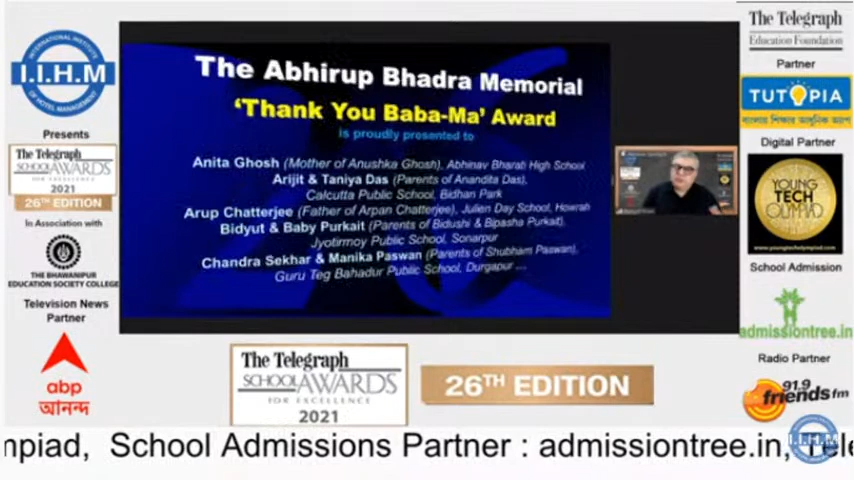 INTERNATIONAL INSTITUTE
I.I.H.M
OF HOTEL MANAGEMENT
Presents
The Telegraph
SCHOOL AWARDS
FOR EXCELLENCE
2021
26TH EDITION
In Association with
THE BHAWANIPUR
EDUCATION SOCIETY COLLEGE
Television News
Partner
abp
আনন্দ
The Abhirup Bhadra Memorial
‘Thank You Baba-Ma’ Award
is proudly presented to
Anita Ghosh (Mother of Anushka Ghosh), Abhinav Bharati High School
Arijit & Taniya Das (Parents of Anandita Das),
Calcutta Public School, Bidhan Park
Arup Chatterjee (Father of Arpan Chatterjee), Julien Day School, Howrah
Bidyut & Baby Purkait (Parents of Bidushi & Bipasha Purkait),
Jyotirmoy Public School, Sonarpur
Chandra Sekhar & Manika Paswan (Parents of Shubham Paswan),
Guru Teg Bahadur Public School, Durgapur ...
The Telegraph
Education Foundation
Partner
TUTOPIA
বাংলায় শিক্ষার আধুনিক অ্যাপ
Digital Partner
YOUNG
TECH
OLYMPIAD
www.youngtecholympiad.com
School Admission
admissiontree.in
Radio Partner
91.9
friends fm
The Telegraph
SCHOOL AWARDS
FOR EXCELLENCE
2021
26TH EDITION
mpiad, School Admissions Partner : admissiontree.in, Tele
I.I.H.M